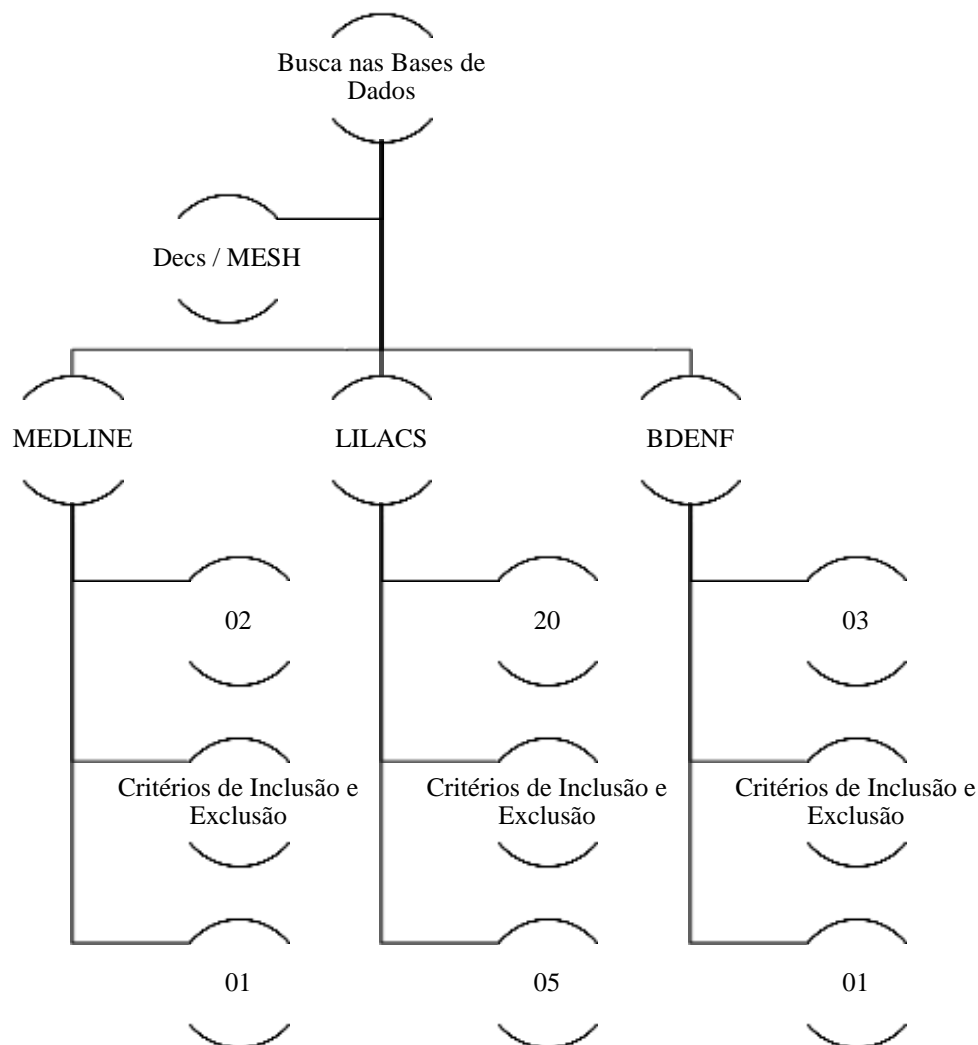 Busca nas Bases de
Dados
Decs / MESH
MEDLINE
LILACS
BDENF
02
20
03
Critérios de Inclusão e
Exclusão
Critérios de Inclusão e
Exclusão
Critérios de Inclusão e
Exclusão
01
05
01